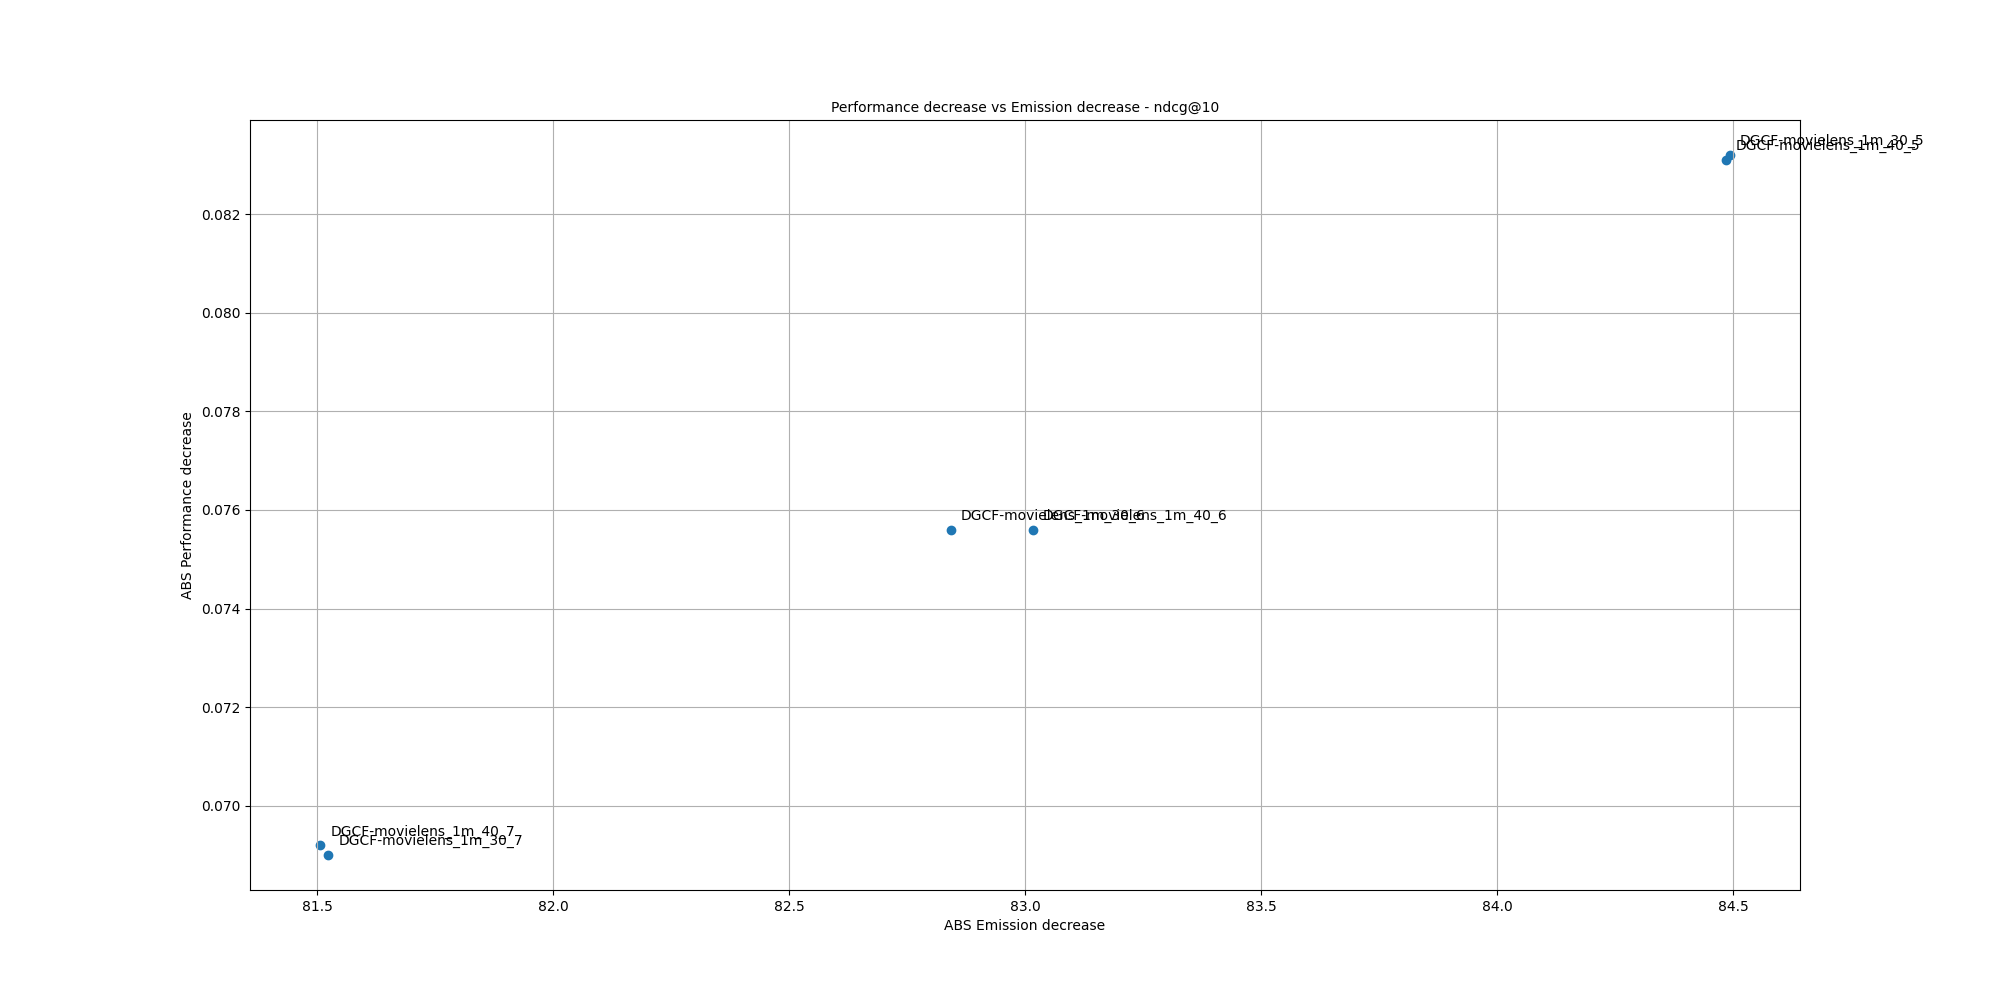 Performance decrease vs Emission decrease - ndcg@10
DGCF-movielens_1m_30_5
DGCF-movielens_1m_40_5
0.082
0.080
0.078
0.076
DGCF-movielens_1m_30_6
DGCF-movielens_1m_40_6
0.074
0.072
0.070
DGCF-movielens_1m_40_7
DGCF-movielens_1m_30_7
ABS Performance decrease
81.5 82.0 82.5 83.0 83.5 84.0 84.5
ABS Emission decrease